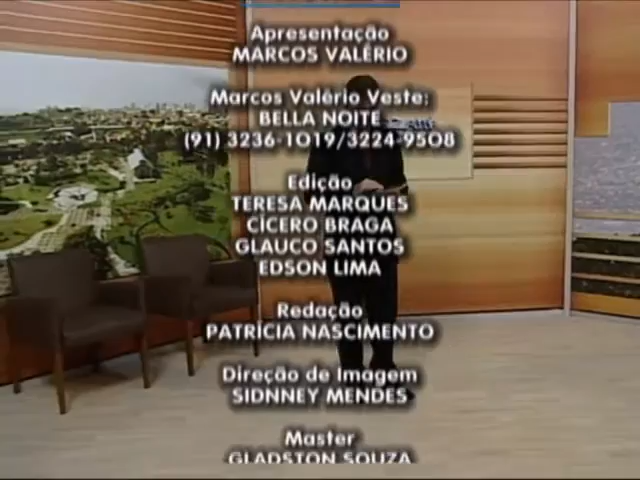 Apresentação
MARCOS VALÉRIO
Marcos Valério Veste:
BELLA NOITE
(91) 3236-1019/3224-9508
Edição
TERESA MARQUES
CÍCERO BRAGA
GLAUCO SANTOS
EDSON LIMA
Redação
PATRÍCIA NASCIMENTO
Direção de Imagem
SIDNNEY MENDES
Master
GLADSTON SOUZA